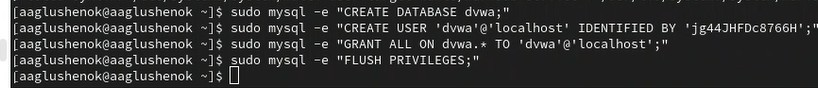 [aaglushenok@aaglushenok ~]$ sudo mysql -e "CREATE DATABASE dvwa;"
[aaglushenok@aaglushenok ~]$ sudo mysql -e "CREATE USER 'dvwa'@'localhost' IDENTIFIED BY 'jg44JHFDc8766H';"
[aaglushenok@aaglushenok ~]$ sudo mysql -e "GRANT ALL ON dvwa.* TO 'dvwa'@'localhost';"
[aaglushenok@aaglushenok ~]$ sudo mysql -e "FLUSH PRIVILEGES;"
[aaglushenok@aaglushenok ~]$